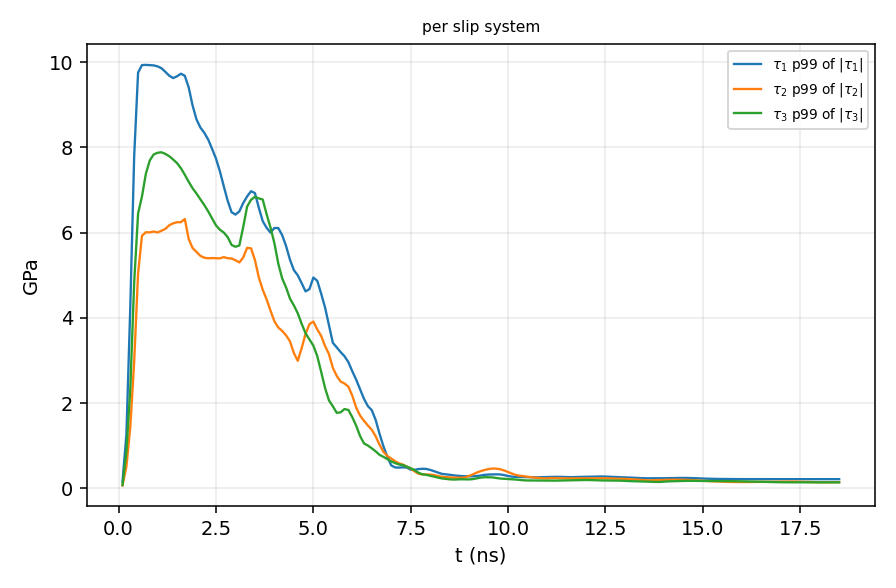 per slip system
GPa
10
8
6
4
2
0
τ₁ p99 of |τ₁|
τ₂ p99 of |τ₂|
τ₃ p99 of |τ₃|
0.0 2.5 5.0 7.5 10.0 12.5 15.0 17.5
t (ns)